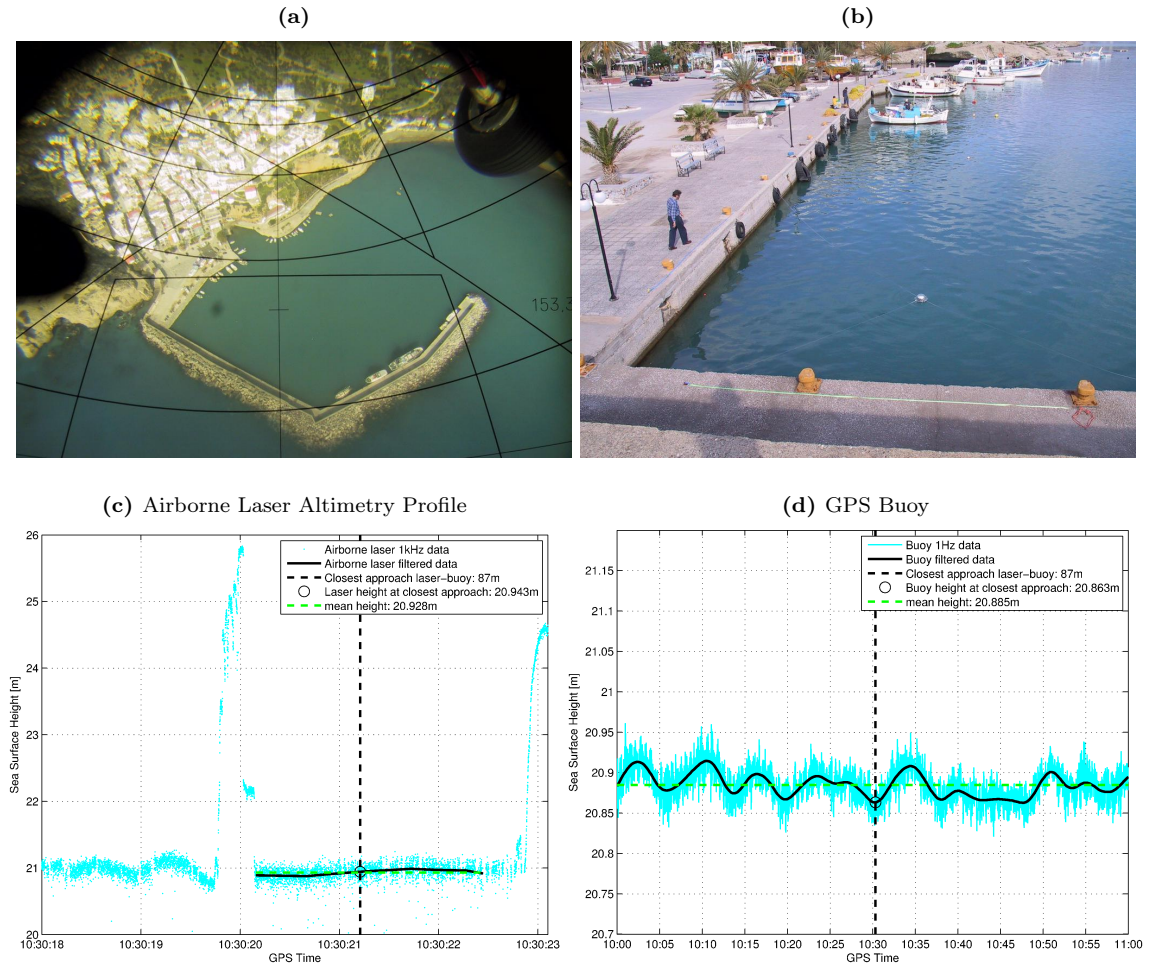 (a)
(b)
153,3
(c) Airborne Laser Altimetry Profile
(d) GPS Buoy
Sea Surface Height [m]
26
25
24
23
22
21
20
Airborne laser 1kHz data
Airborne laser filtered data
Closest approach laser-buoy: 87m
Laser height at closest approach: 20.943m
mean height: 20.928m
10:30:18
10:30:19
10:30:20
10:30:21
10:30:22
10:30:23
GPS Time
Sea Surface Height [m]
21.15
21.1
21.05
21
20.95
20.9
20.85
20.8
20.75
20.7
Buoy 1Hz data
Buoy filtered data
Closest approach laser-buoy: 87m
Buoy height at closest approach: 20.863m
mean height: 20.885m
10:00
10:05
10:10
10:15
10:20
10:25
10:30
10:35
10:40
10:45
10:50
10:55
11:00
GPS Time